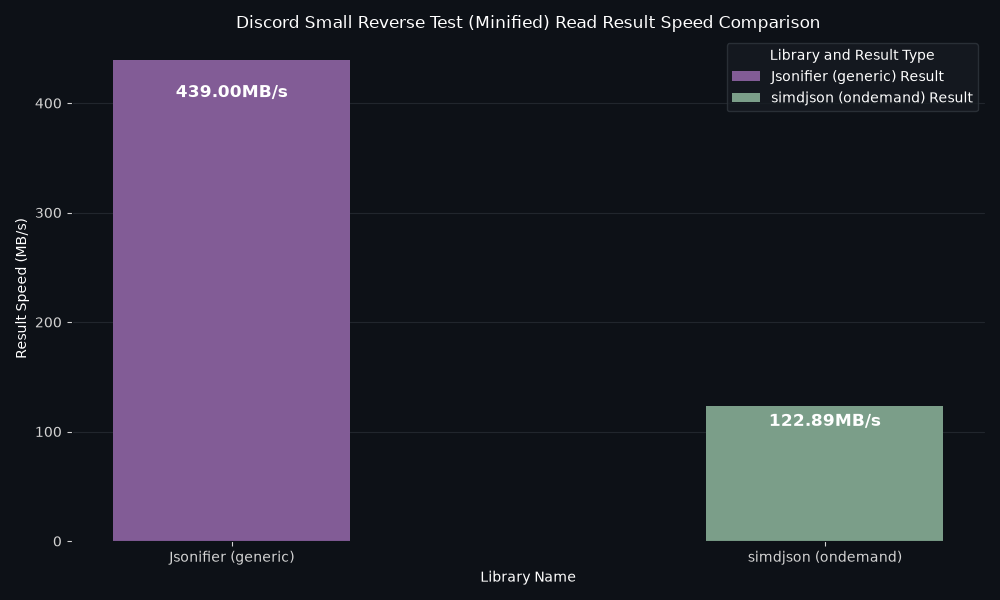 Discord Small Reverse Test (Minified) Read Result Speed Comparison
Library and Result Type
Jsonifier (generic) Result
simdjson (ondemand) Result
439.00MB/s
122.89MB/s
Result Speed (MB/s)
400
300
200
100
0
Jsonifier (generic)
simdjson (ondemand)
Library Name